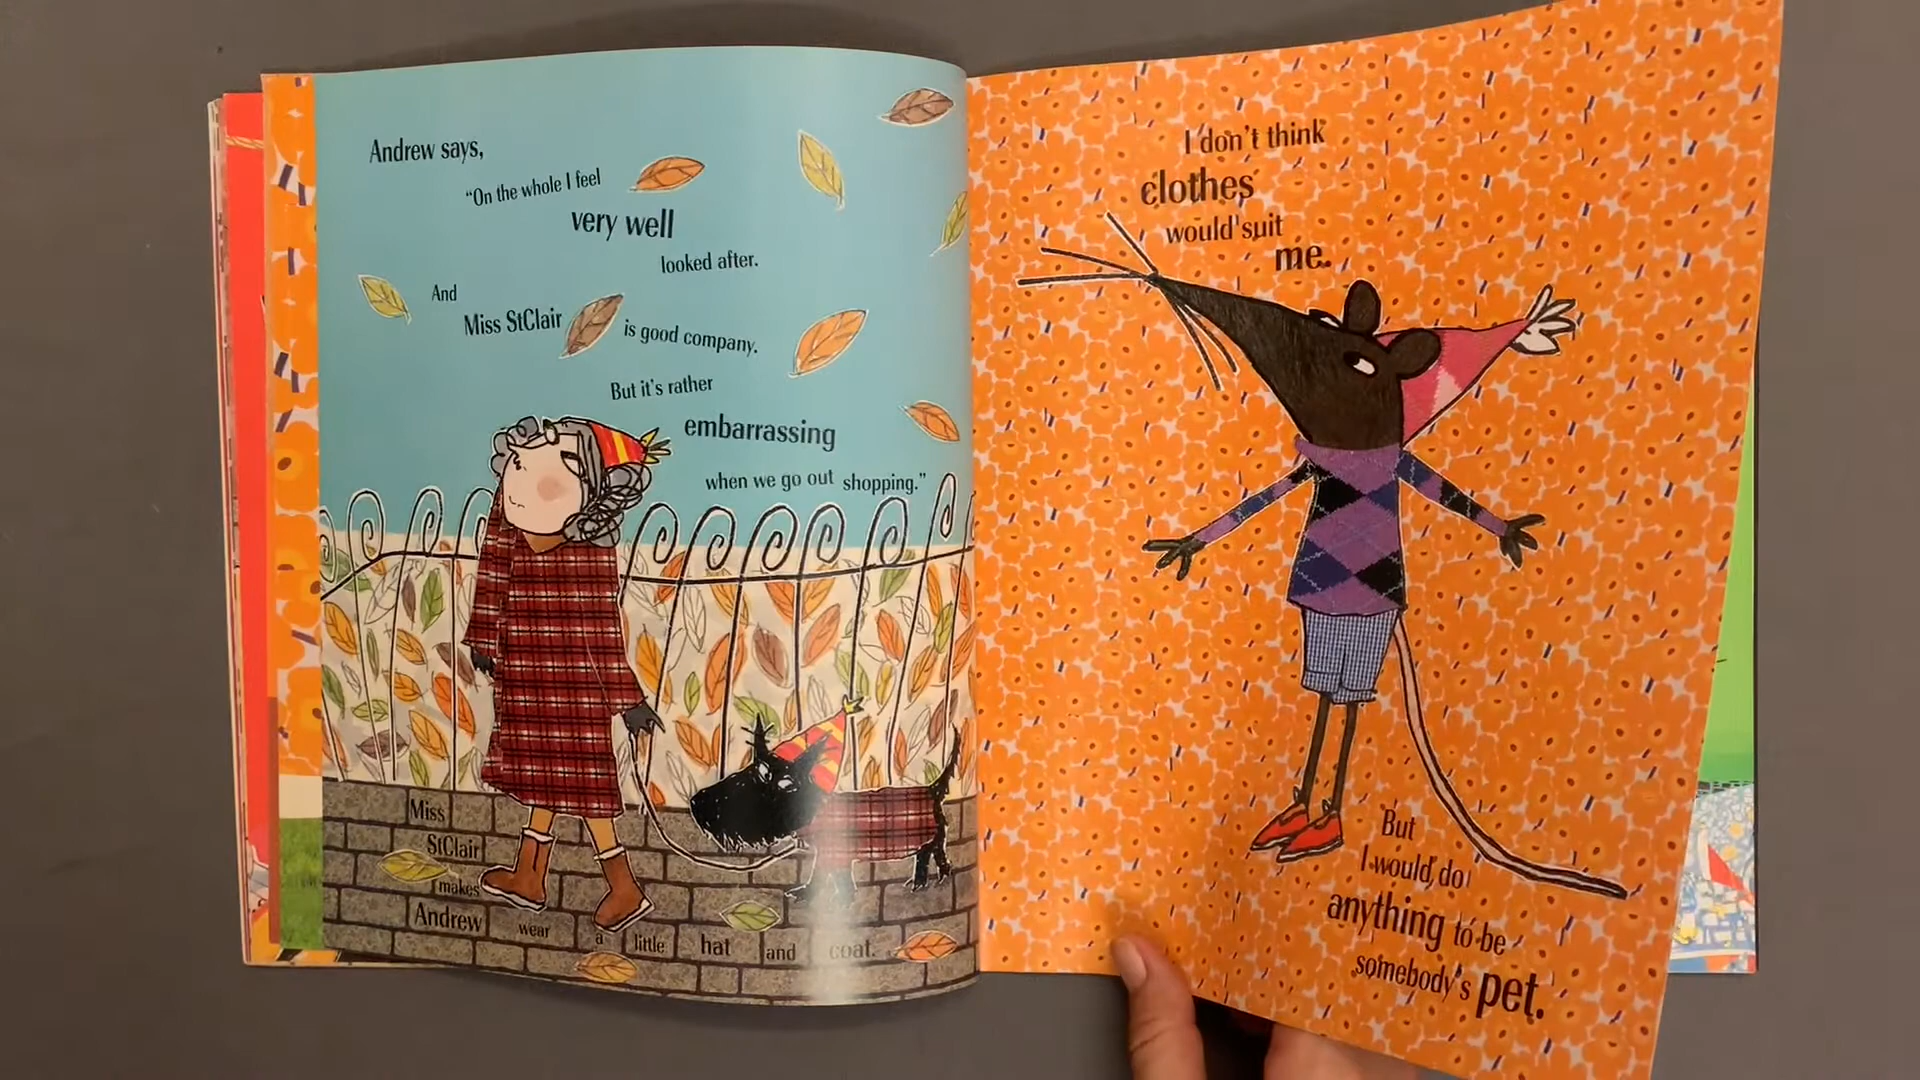 Andrew says,
"On the whole I feel
very well
looked after.
And
Miss StClair is good company.
But it's rather
embarrassing
when we go out shopping."
Miss
StClair
makes
Andrew wear a little hat and coat.
I don't think
clothes
would suit
me.
But
I would do
anything to be
somebody's pet.